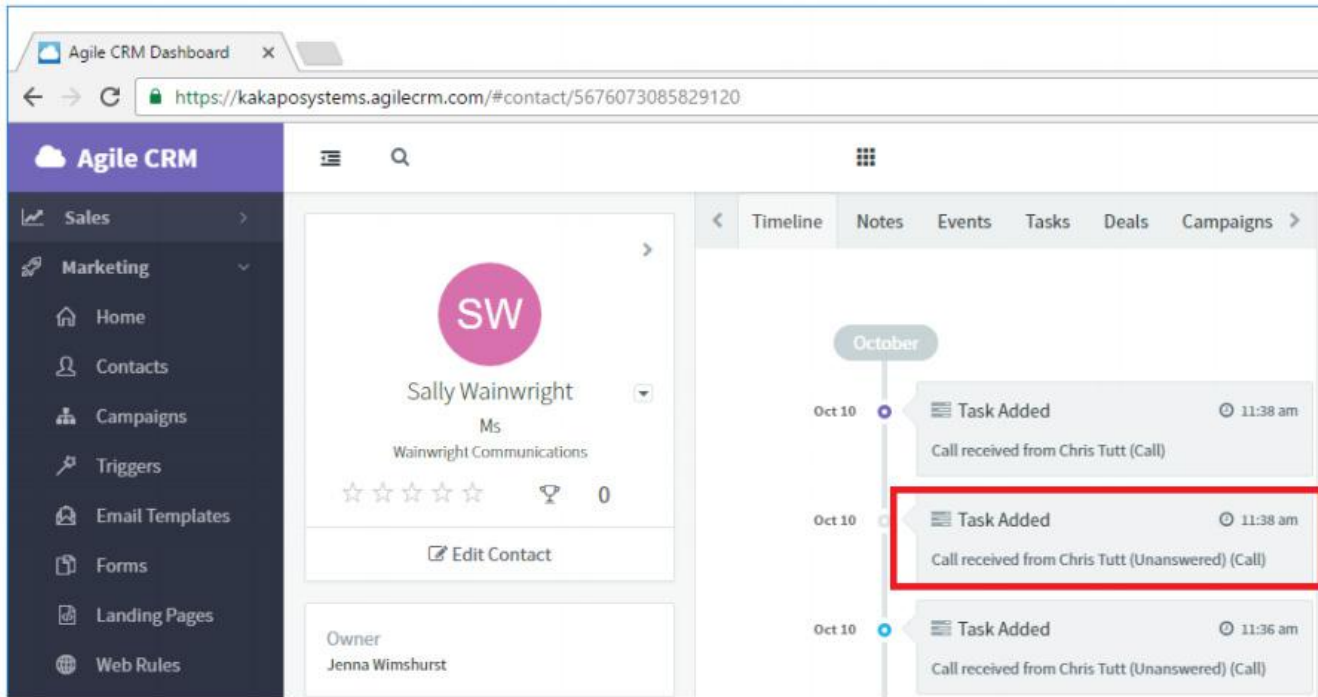 Agile CRM Dashboard
https://kakaposystems.agilecrm.com/#contact/5676073085829120
Agile CRM
Sales
Marketing
Home
Contacts
Campaigns
Triggers
Email Templates
Forms
Landing Pages
Web Rules
SW
Sally Wainwright
Ms
Wainwright Communications
0
Edit Contact
Owner
Jenna Wimshurst
Timeline Notes Events Tasks Deals Campaigns
October
Oct 10 Task Added 11:38 am
Call received from Chris Tutt (Call)
Oct 10 Task Added 11:38 am
Call received from Chris Tutt (Unanswered) (Call)
Oct 10 Task Added 11:36 am
Call received from Chris Tutt (Unanswered) (Call)